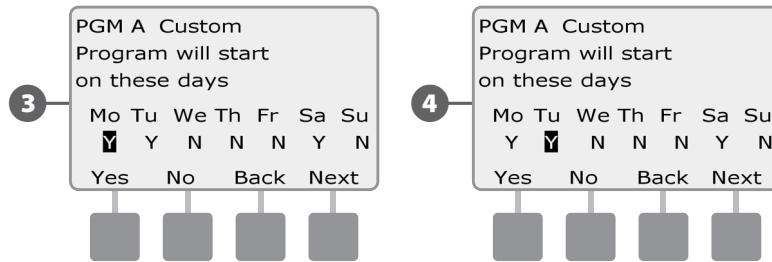 3
PGM A Custom
Program will start
on these days
Mo Tu We Th Fr Sa Su
Y Y N N N Y N
Yes No Back Next
4
PGM A Custom
Program will start
on these days
Mo Tu We Th Fr Sa Su
Y Y N N N Y N
Yes No Back Next